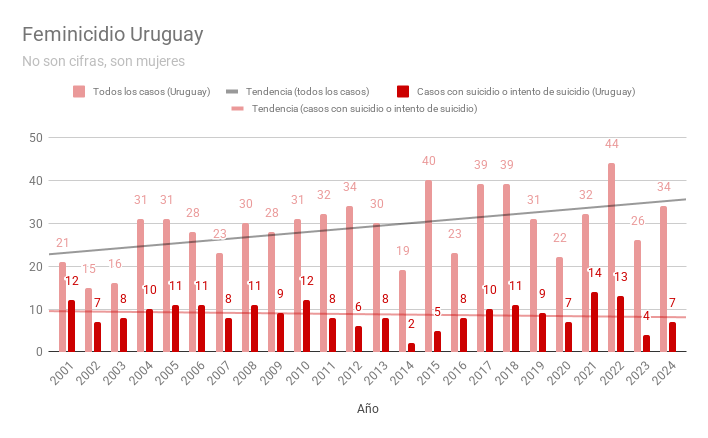 Feminicidio Uruguay
No son cifras, son mujeres
Todos los casos (Uruguay) Tendencia (todos los casos) Casos con suicidio o intento de suicidio (Uruguay)
Tendencia (casos con suicidio o intento de suicidio)
50
40
30
20
10
0
21 15 16 31 31 28 23 30 28 31 32 34 30 19 40 23 39 39 31 22 32 44 26 34
12 7 8 10 11 11 8 11 9 12 8 6 8 2 5 8 10 11 9 7 14 13 4 7
2001 2002 2003 2004 2005 2006 2007 2008 2009 2010 2011 2012 2013 2014 2015 2016 2017 2018 2019 2020 2021 2022 2023 2024
Año